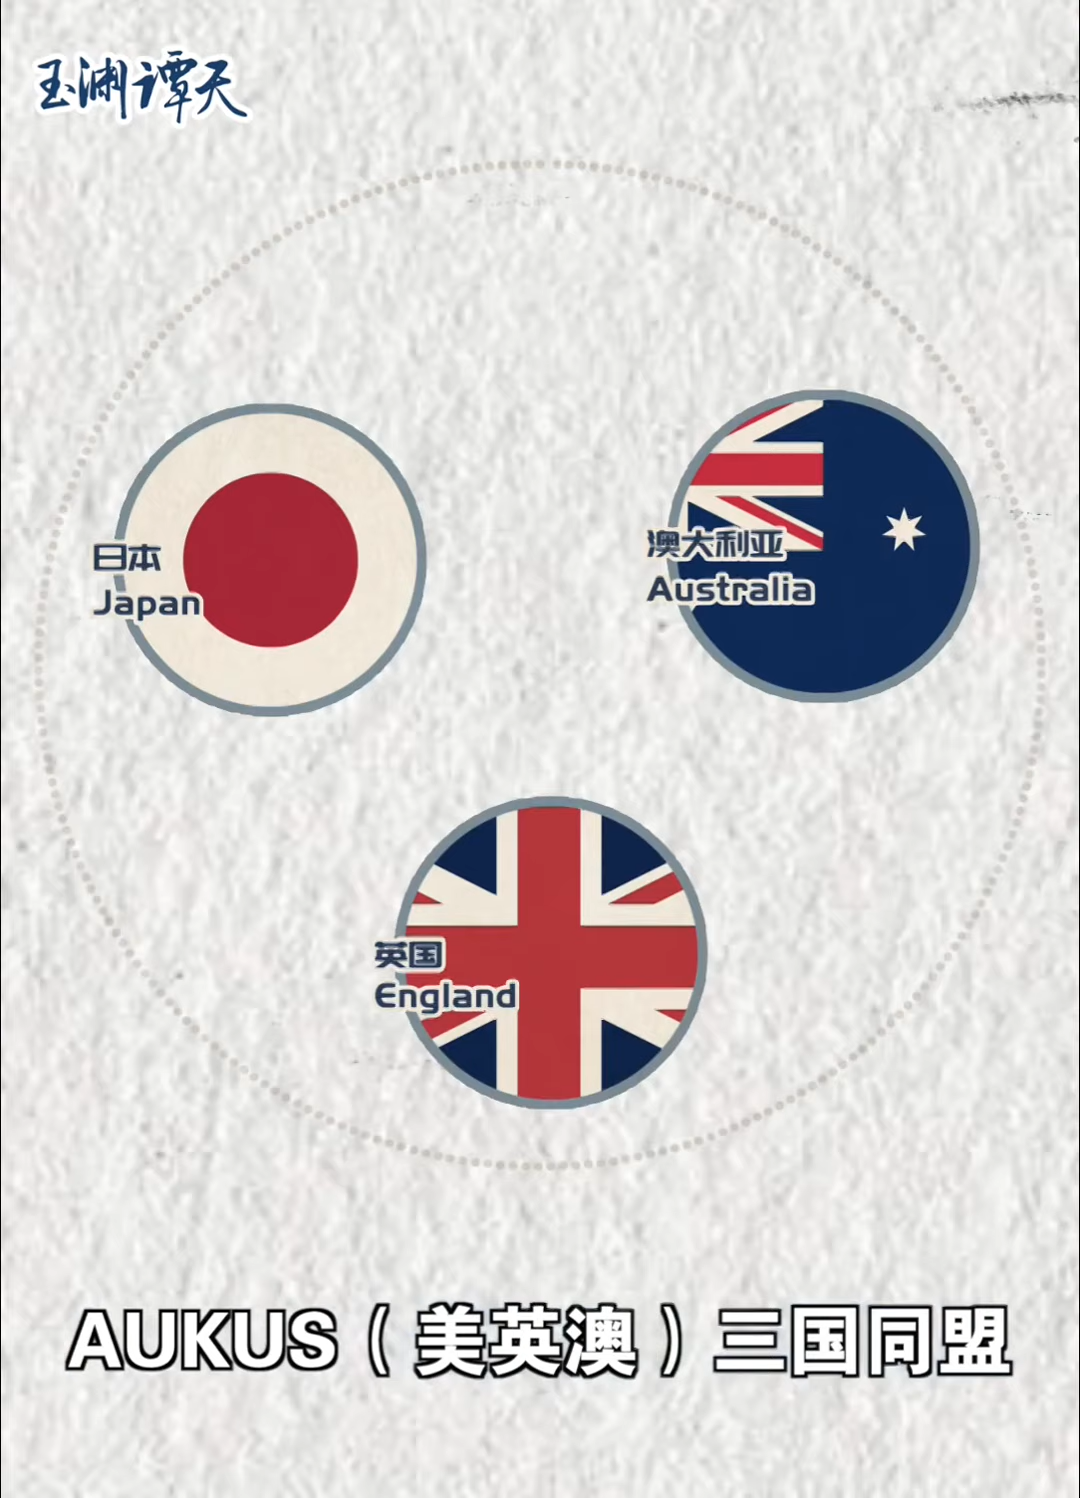 玉渊谭天
日本
Japan
澳大利亚
Australia
英国
England
AUKUS（美英澳）三国同盟